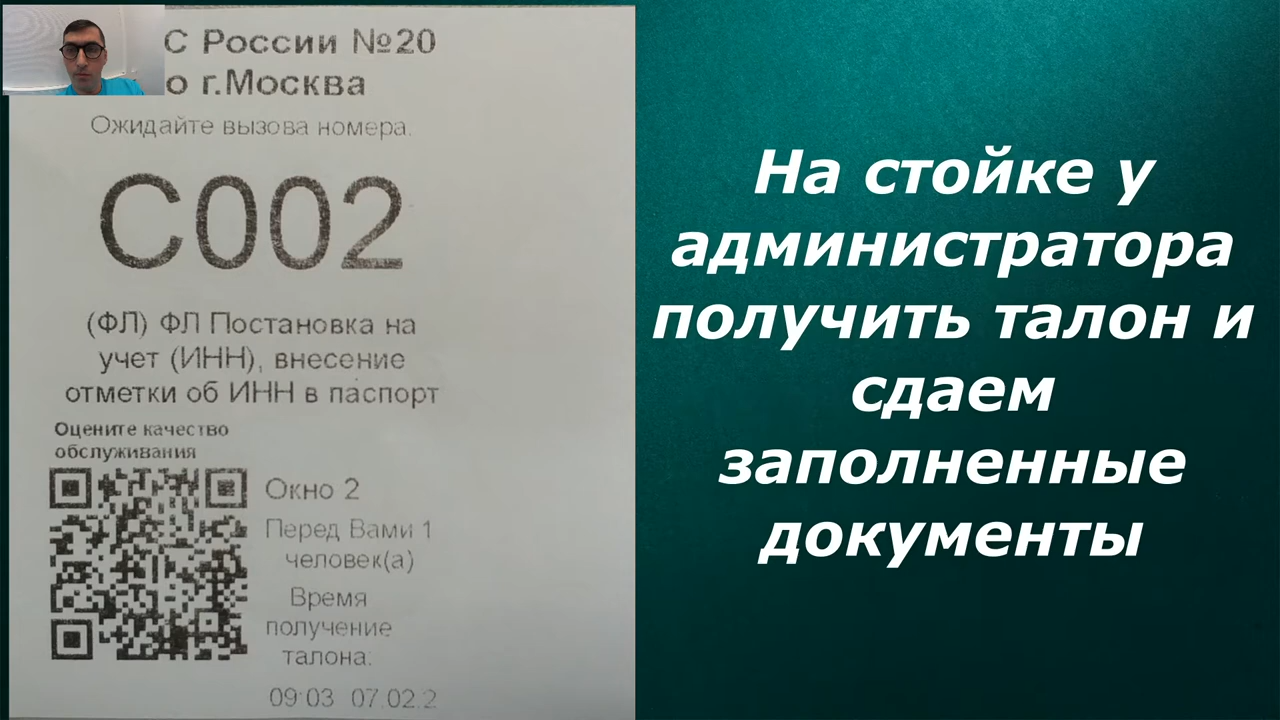 С России №20
о г.Москва
Ожидайте вызова номера.
С002
(ФЛ) ФЛ Постановка на
учет (ИНН), внесение
отметки об ИНН в паспорт
Оцените качество
обслуживания
Окно 2
Перед Вами 1
человек(а)
Время
получение
талона:
09:03 07.02.2
На стойке у
администратора
получить талон и
сдаем
заполненные
документы